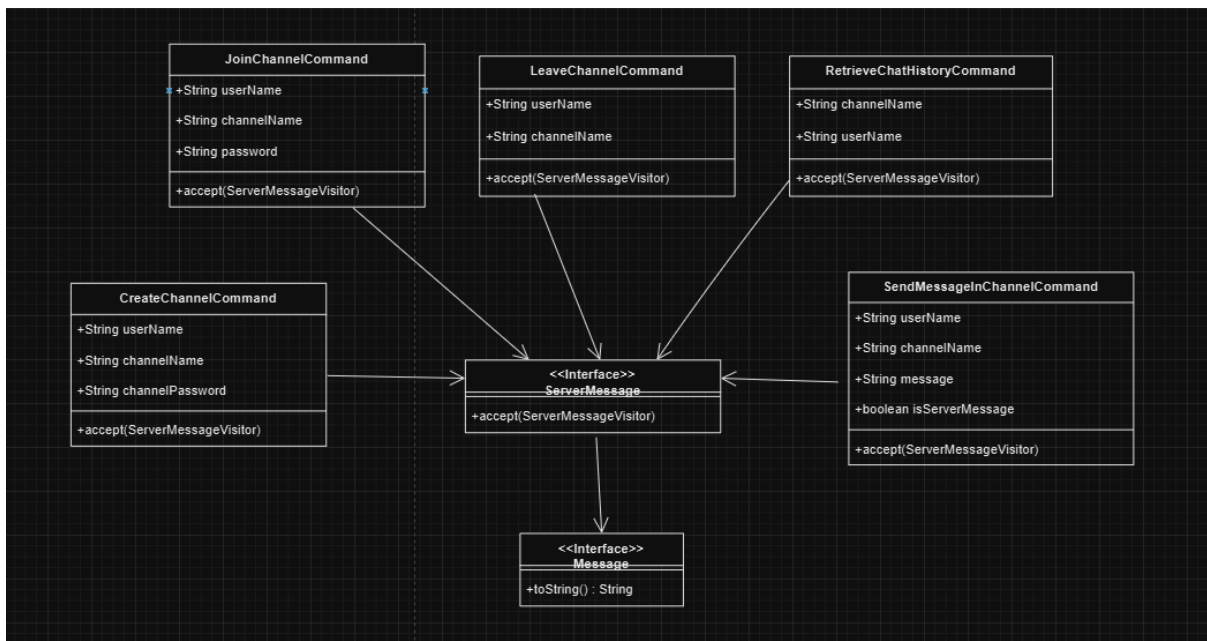 JoinChannelCommand
+String userName
+String channelName
+String password
+accept(ServerMessageVisitor)
LeaveChannelCommand
+String userName
+String channelName
+accept(ServerMessageVisitor)
RetrieveChatHistoryCommand
+String channelName
+String userName
+accept(ServerMessageVisitor)
CreateChannelCommand
+String userName
+String channelName
+String channelPassword
+accept(ServerMessageVisitor)
SendMessageInChannelCommand
+String userName
+String channelName
+String message
+boolean isServerMessage
+accept(ServerMessageVisitor)
<<Interface>>
ServerMessage
+accept(ServerMessageVisitor)
<<Interface>>
Message
+toString() : String